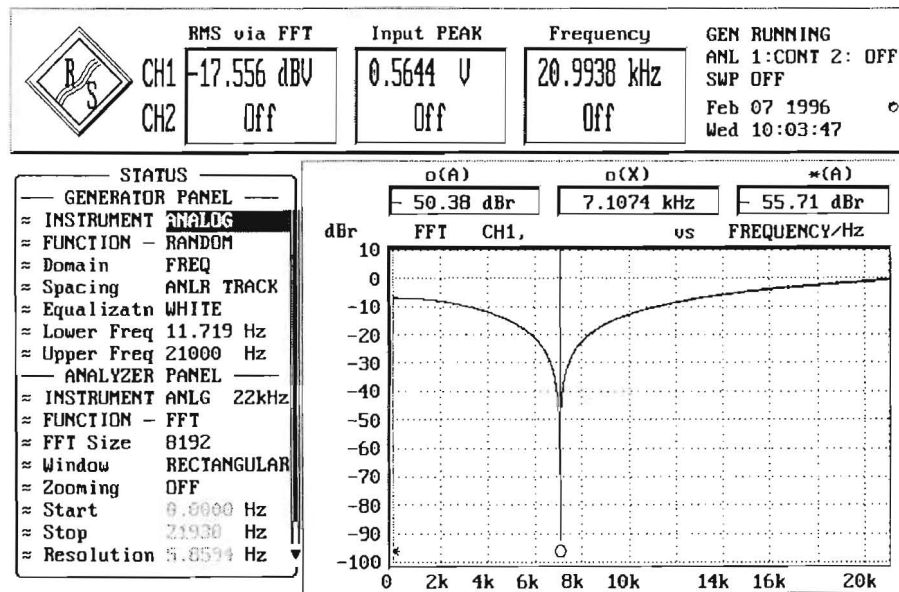 RMS via FFT Input PEAK Frequency
R S CH1 -17.556 dBV 0.5644 V 20.9938 kHz
CH2 Off Off Off
GEN RUNNING
ANL 1:CONT 2: OFF
SWP OFF
Feb 07 1996
Wed 10:03:47
STATUS
GENERATOR PANEL
≈ INSTRUMENT ANALOG
≈ FUNCTION - RANDOM
≈ Domain FREQ
≈ Spacing ANLR TRACK
≈ Equalizatn WHITE
≈ Lower Freq 11.719 Hz
≈ Upper Freq 21000 Hz
ANALYZER PANEL
≈ INSTRUMENT ANLG 22kHz
≈ FUNCTION - FFT
≈ FFT Size 8192
≈ Window RECTANGULAR
≈ Zooming OFF
≈ Start 0.0000 Hz
≈ Stop 21930 Hz
≈ Resolution 5.8594 Hz
o(A) o(X) *(A)
- 50.38 dBr 7.1074 kHz - 55.71 dBr
dBr FFT CH1, vs FREQUENCY/Hz
10
0
-10
-20
-30
-40
-50
-60
-70
-80
-90
-100
0 2k 4k 6k 8k 10k 14k 16k 20k